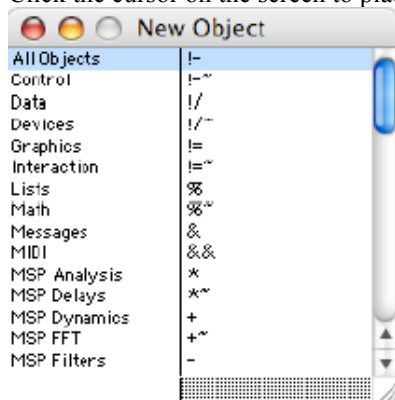 Click the cursor on the screen to pla
New Object
All Objects !-
Control !-~
Data !/
Devices !/~
Graphics !=
Interaction !=~
Lists %
Math %~
Messages &
MIDI &&
MSP Analysis *
MSP Delays *~
MSP Dynamics +
MSP FFT +~
MSP Filters -